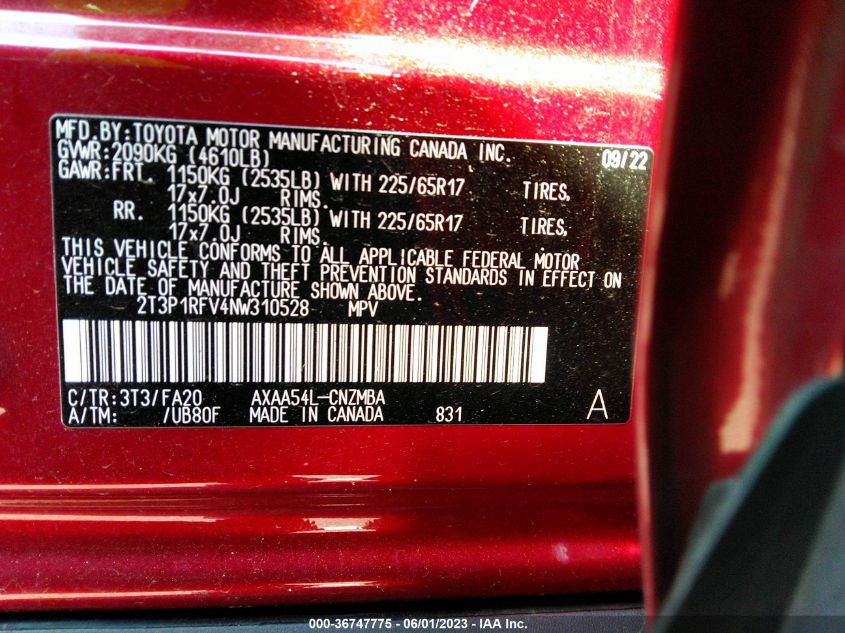 MFD.BY:TOYOTA MOTOR MANUFACTURING CANADA INC. 09/22
GVWR:2090KG (4610LB)
GAWR:FRT. 1150KG (2535LB) WITH 225/65R17 TIRES,
17x7.0J RIMS.
RR. 1150KG (2535LB) WITH 225/65R17 TIRES,
17x7.0J RIMS.
THIS VEHICLE CONFORMS TO ALL APPLICABLE FEDERAL MOTOR
VEHICLE SAFETY AND THEFT PREVENTION STANDARDS IN EFFECT ON
THE DATE OF MANUFACTURE SHOWN ABOVE.
2T3P1RFV4NW310528 MPV
C/TR:3T3/FA20 AXAA54L-CNZMBA
A/TM: /UB80F MADE IN CANADA 831 A
000-36747775 - 06/01/2023 - IAA Inc.